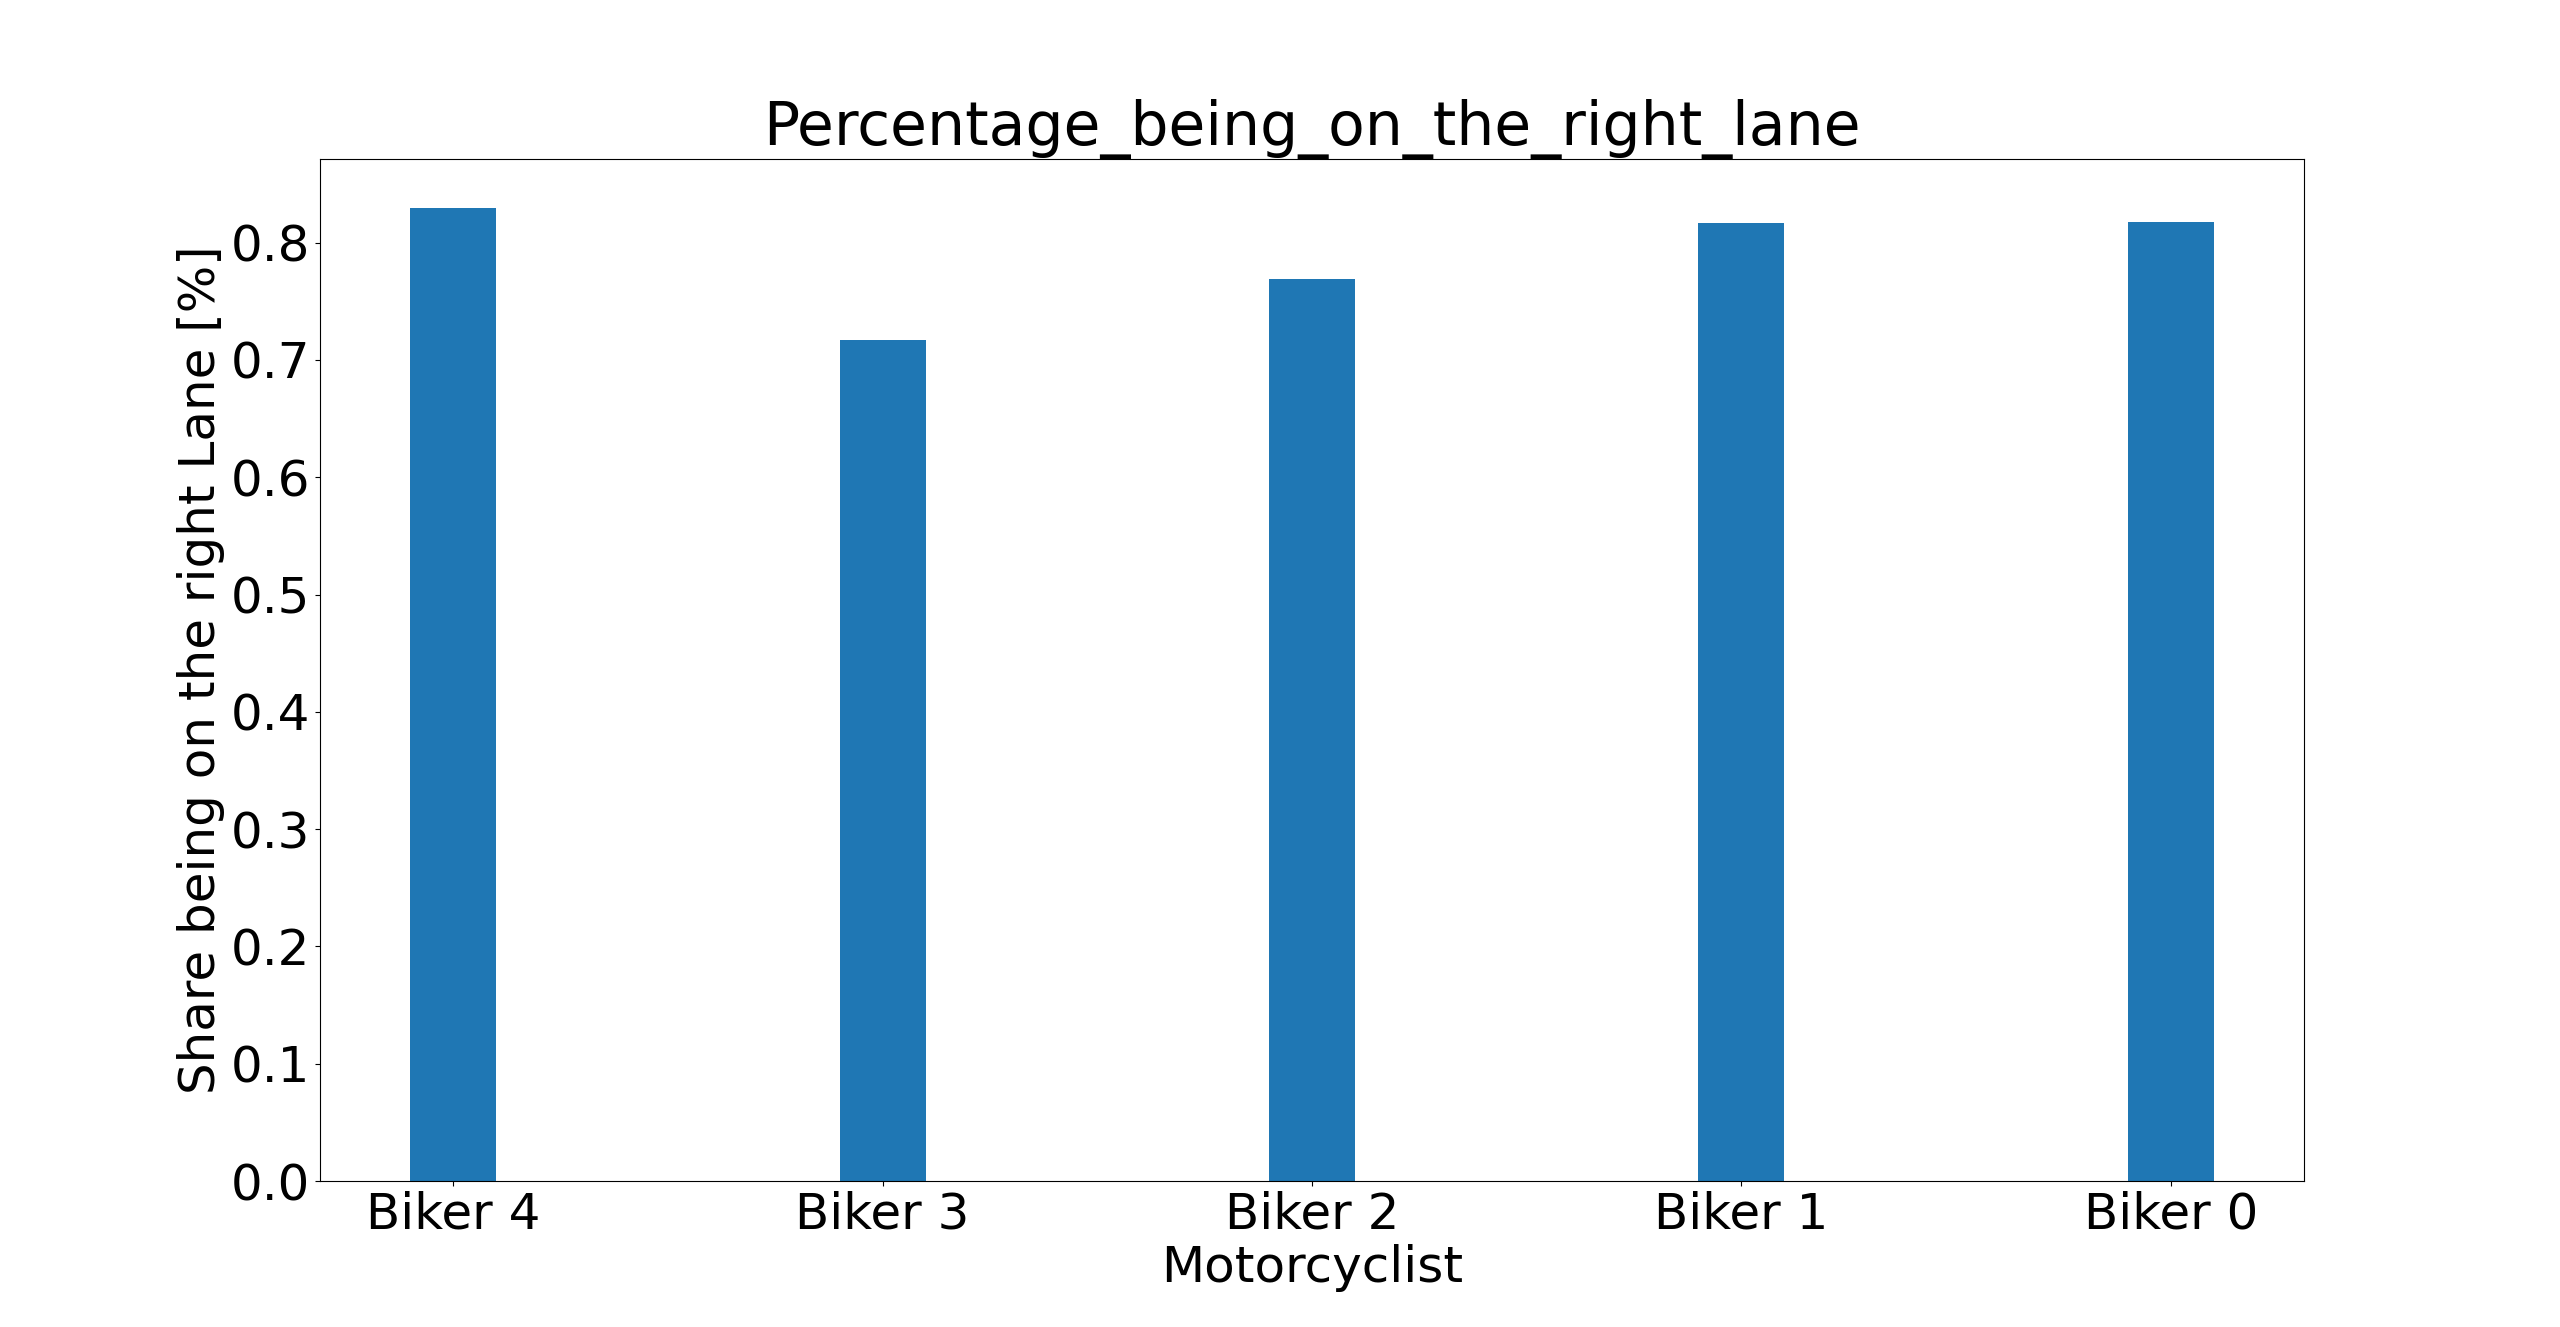 Percentage_being_on_the_right_lane
Share being on the right Lane [%]
0.8
0.7
0.6
0.5
0.4
0.3
0.2
0.1
0.0
Biker 4
Biker 3
Biker 2
Biker 1
Biker 0
Motorcyclist